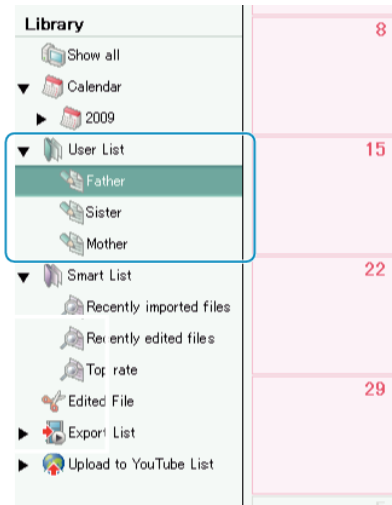 Library
Show all
Calendar
2009
User List
Father
Sister
Mother
Smart List
Recently imported files
Recently edited files
Top rate
Edited File
Export List
Upload to YouTube List
8
15
22
29